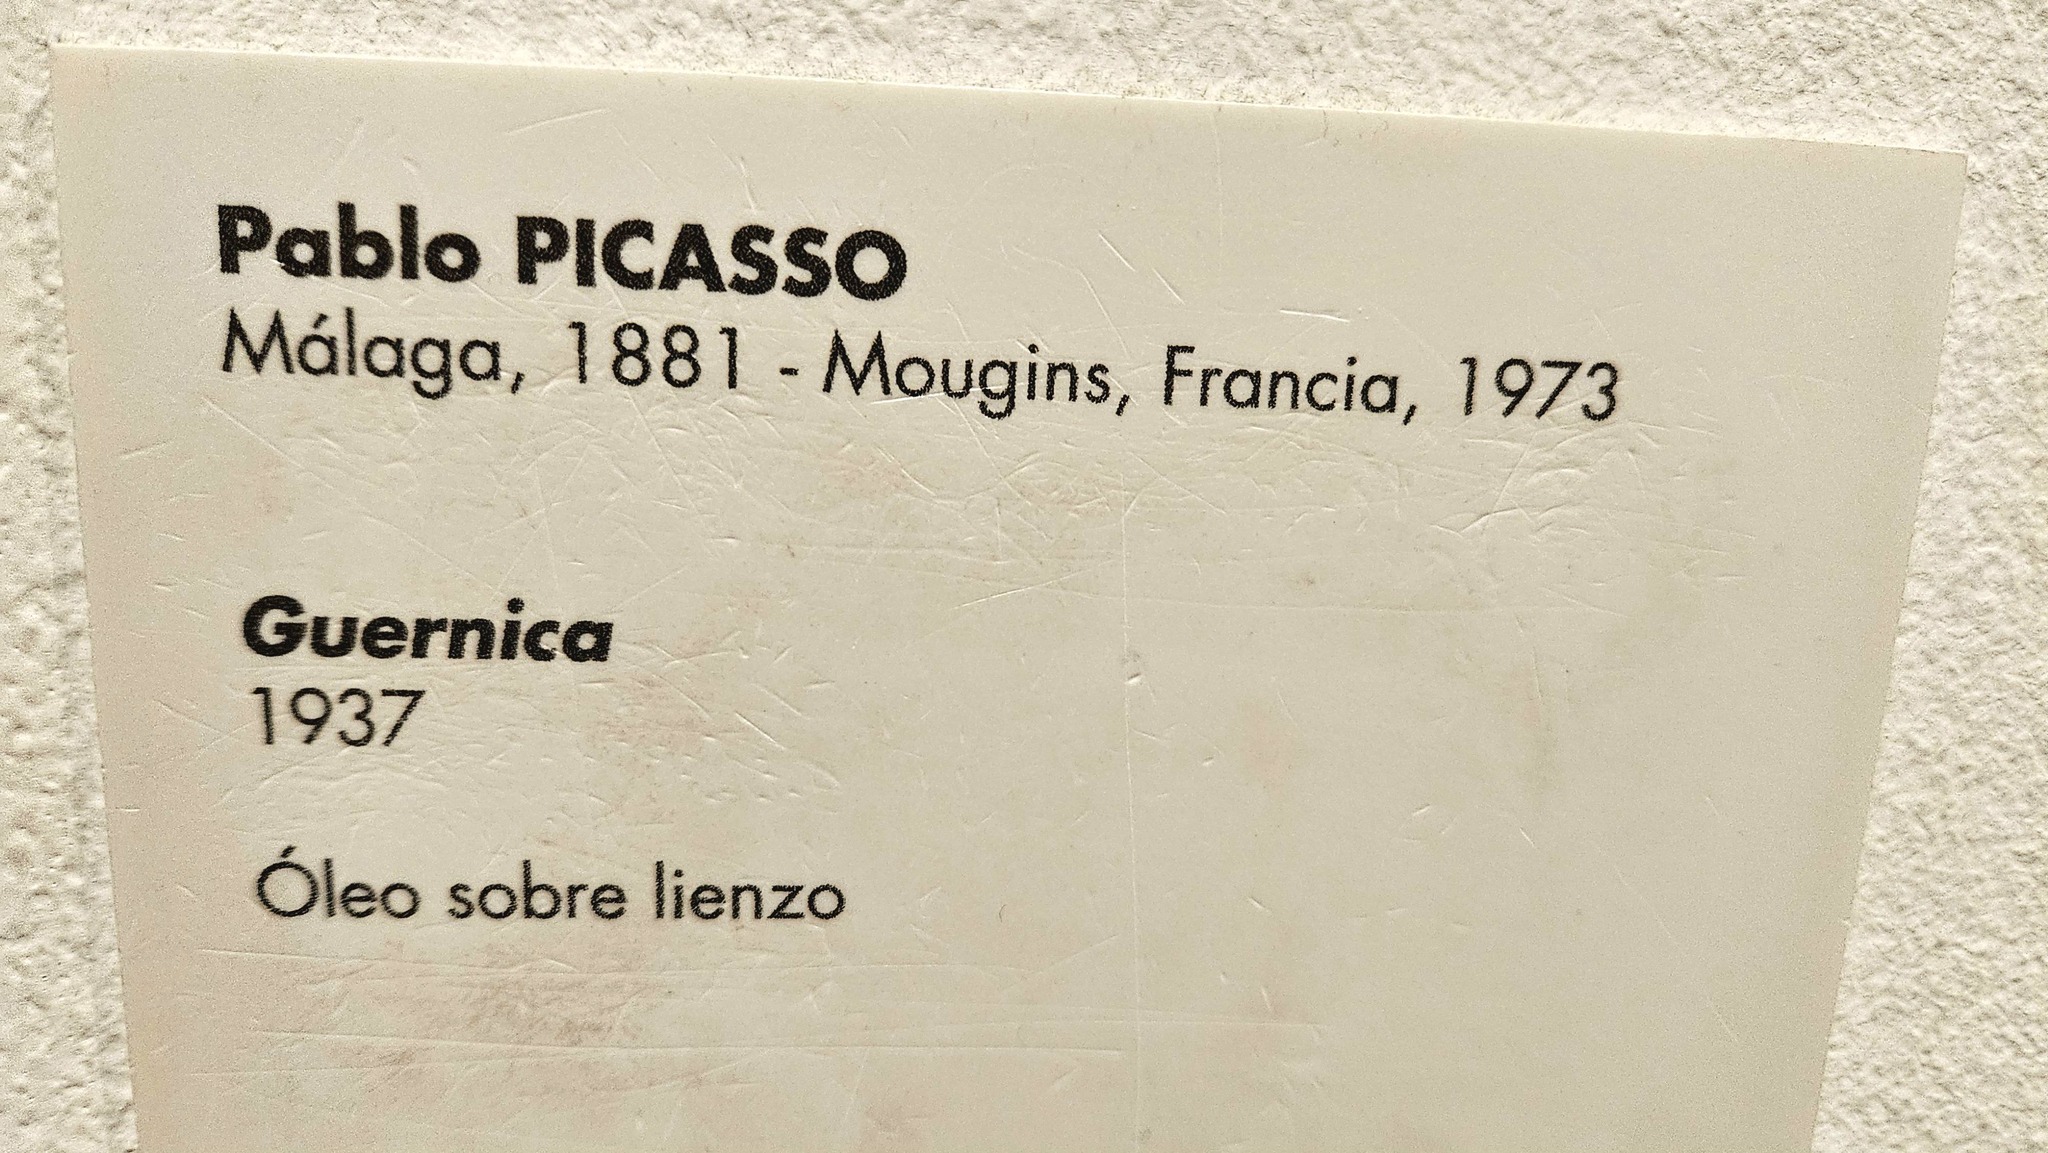 Pablo PICASSO
Málaga, 1881 - Mougins, Francia, 1973
Guernica
1937
Óleo sobre lienzo